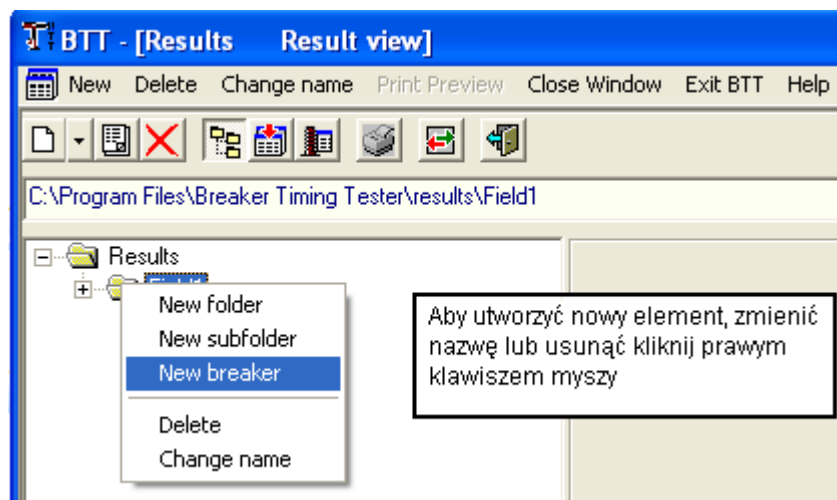 BTT - [Results Result view]
New Delete Change name Print Preview Close Window Exit BTT Help
C:\Program Files\Breaker Timing Tester\results\Field1
Results
New folder
New subfolder
New breaker
Delete
Change name
Aby utworzyć nowy element, zmienić
nazwę lub usunąć kliknij prawym
klawiszem myszy